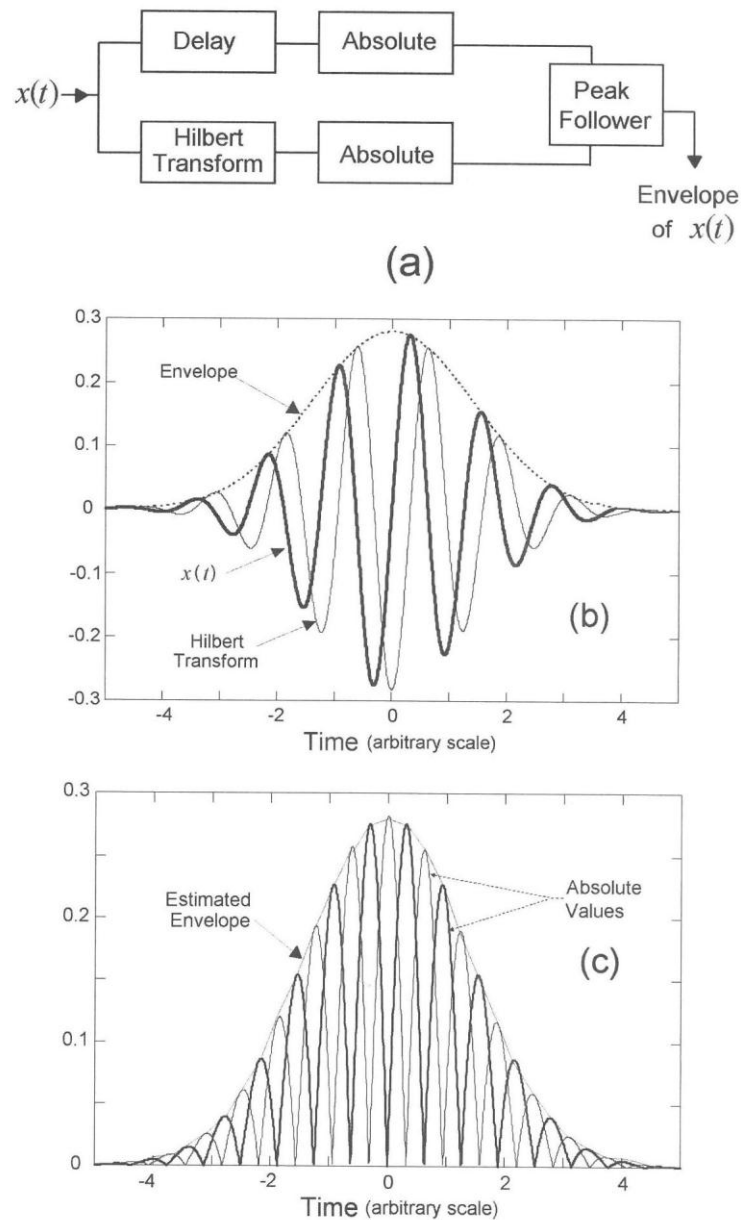 Delay
Absolute
x(t)
Hilbert
Transform
Absolute
Peak
Follower
Envelope
of x(t)
(a)
0.3
0.2
0.1
0
-0.1
-0.2
-0.3
Envelope
x(t)
Hilbert
Transform
(b)
-4
-2
0
2
4
Time (arbitrary scale)
0.3
0.2
0.1
0
Estimated
Envelope
Absolute
Values
(c)
-4
-2
0
2
4
Time (arbitrary scale)